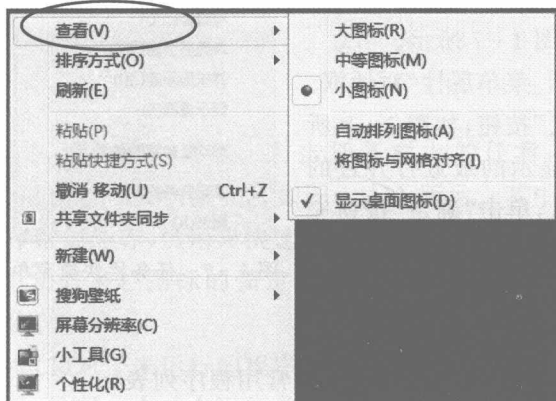 查看(V)
排序方式(O)
刷新(E)
粘贴(P)
粘贴快捷方式(S)
撤消 移动(U) Ctrl+Z
共享文件夹同步
新建(W)
搜狗壁纸
屏幕分辨率(C)
小工具(G)
个性化(R)
大图标(R)
中等图标(M)
小图标(N)
自动排列图标(A)
将图标与网格对齐(I)
显示桌面图标(D)